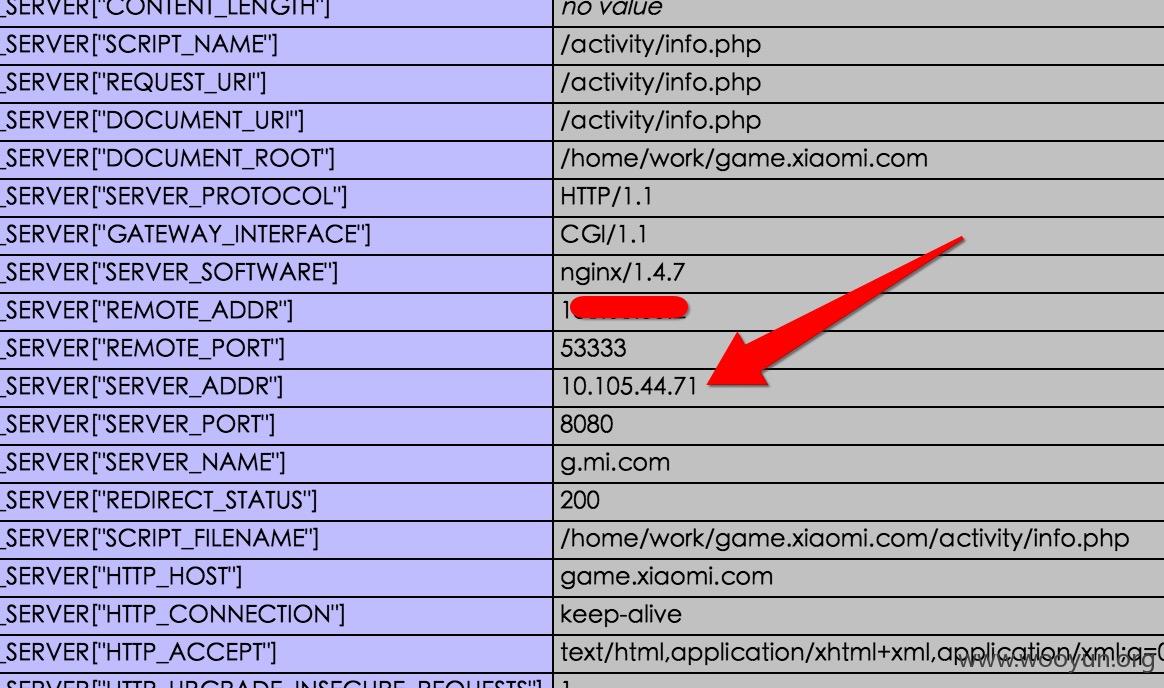 _SERVER["CONTENT_LENGTH"] no value
_SERVER["SCRIPT_NAME"] /activity/info.php
_SERVER["REQUEST_URI"] /activity/info.php
_SERVER["DOCUMENT_URI"] /activity/info.php
_SERVER["DOCUMENT_ROOT"] /home/work/game.xiaomi.com
_SERVER["SERVER_PROTOCOL"] HTTP/1.1
_SERVER["GATEWAY_INTERFACE"] CGI/1.1
_SERVER["SERVER_SOFTWARE"] nginx/1.4.7
_SERVER["REMOTE_ADDR"]
_SERVER["REMOTE_PORT"] 53333
_SERVER["SERVER_ADDR"] 10.105.44.71
_SERVER["SERVER_PORT"] 8080
_SERVER["SERVER_NAME"] g.mi.com
_SERVER["REDIRECT_STATUS"] 200
_SERVER["SCRIPT_FILENAME"] /home/work/game.xiaomi.com/activity/info.php
_SERVER["HTTP_HOST"] game.xiaomi.com
_SERVER["HTTP_CONNECTION"] keep-alive
_SERVER["HTTP_ACCEPT"] text/html,application/xhtml+xml,application/xml;q=0
_SERVER["HTTP_UPGRADE_INSECURE_REQUESTS"] 1
www.wooyun.org